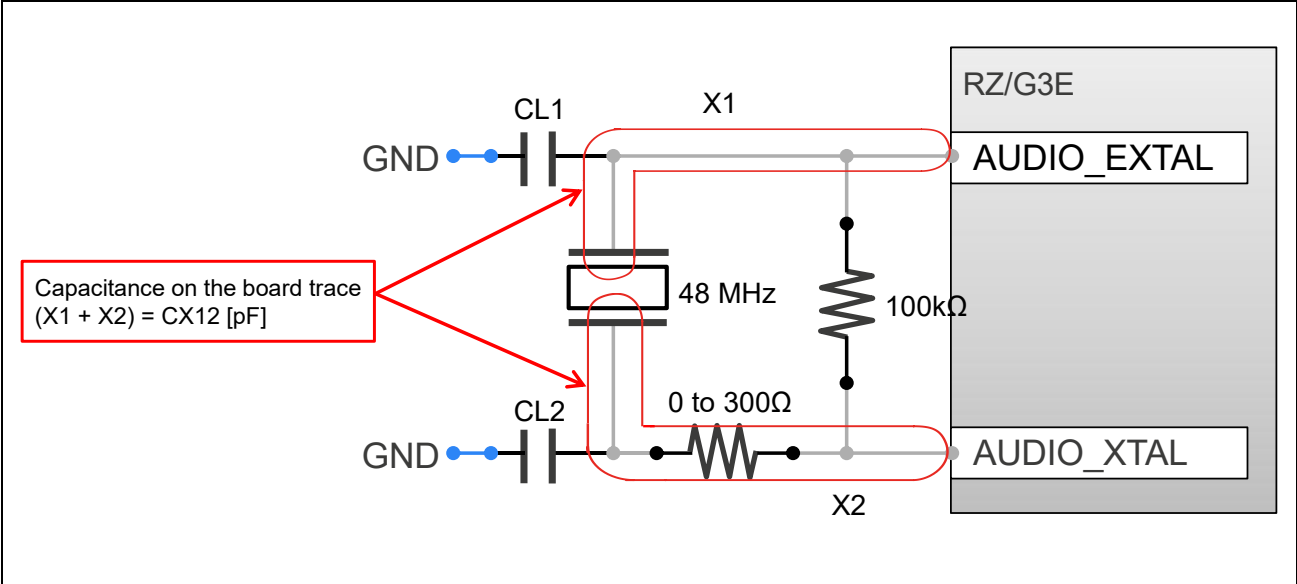 RZ/G3E
X1
CL1
GND
AUDIO_EXTAL
Capacitance on the board trace
(X1 + X2) = CX12 [pF]
48 MHz
100kΩ
0 to 300Ω
CL2
GND
AUDIO_XTAL
X2